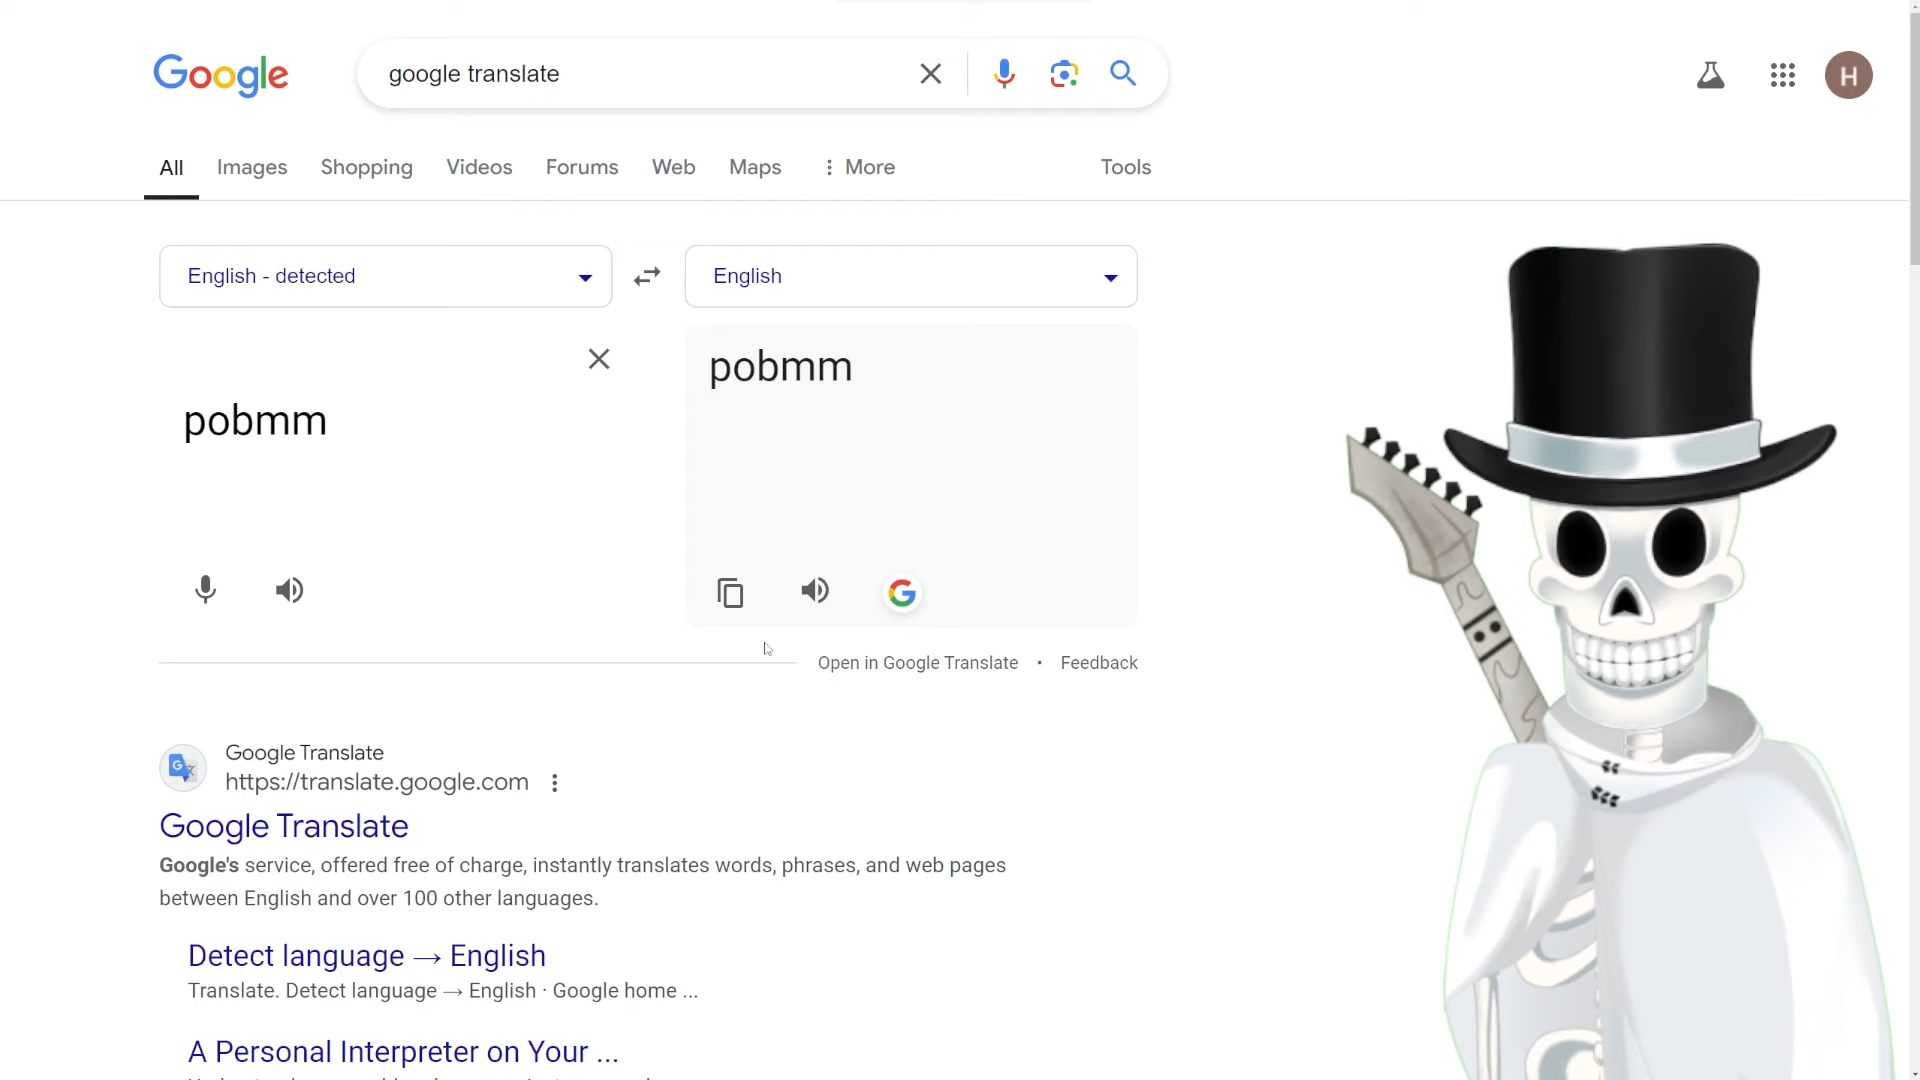 Google
google translate
H
All Images Shopping Videos Forums Web Maps More Tools
English - detected
English
pobmm
pobmm
Open in Google Translate • Feedback
Google Translate
https://translate.google.com
Google Translate
Google's service, offered free of charge, instantly translates words, phrases, and web pages
between English and over 100 other languages.
Detect language → English
Translate. Detect language → English · Google home ...
A Personal Interpreter on Your ...